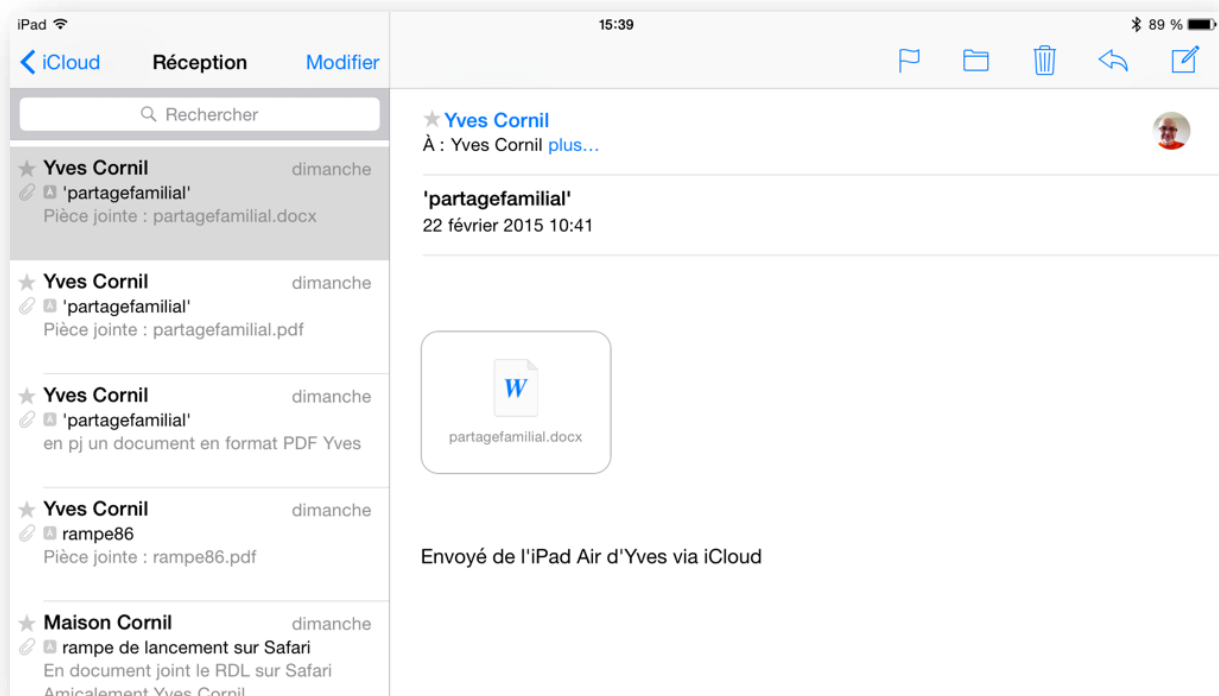 iPad 15:39 89 %
iCloud Réception Modifier
Rechercher
Yves Cornil dimanche
A 'partagefamilial'
Pièce jointe : partagefamilial.docx
Yves Cornil dimanche
A 'partagefamilial'
Pièce jointe : partagefamilial.pdf
Yves Cornil dimanche
A 'partagefamilial'
en pj un document en format PDF Yves
Yves Cornil dimanche
A rampe86
Pièce jointe : rampe86.pdf
Maison Cornil dimanche
A rampe de lancement sur Safari
En document joint le RDL sur Safari
Amicalement Yves Cornil
Yves Cornil
À : Yves Cornil plus...
'partagefamilial'
22 février 2015 10:41
W
partagefamilial.docx
Envoyé de l'iPad Air d'Yves via iCloud